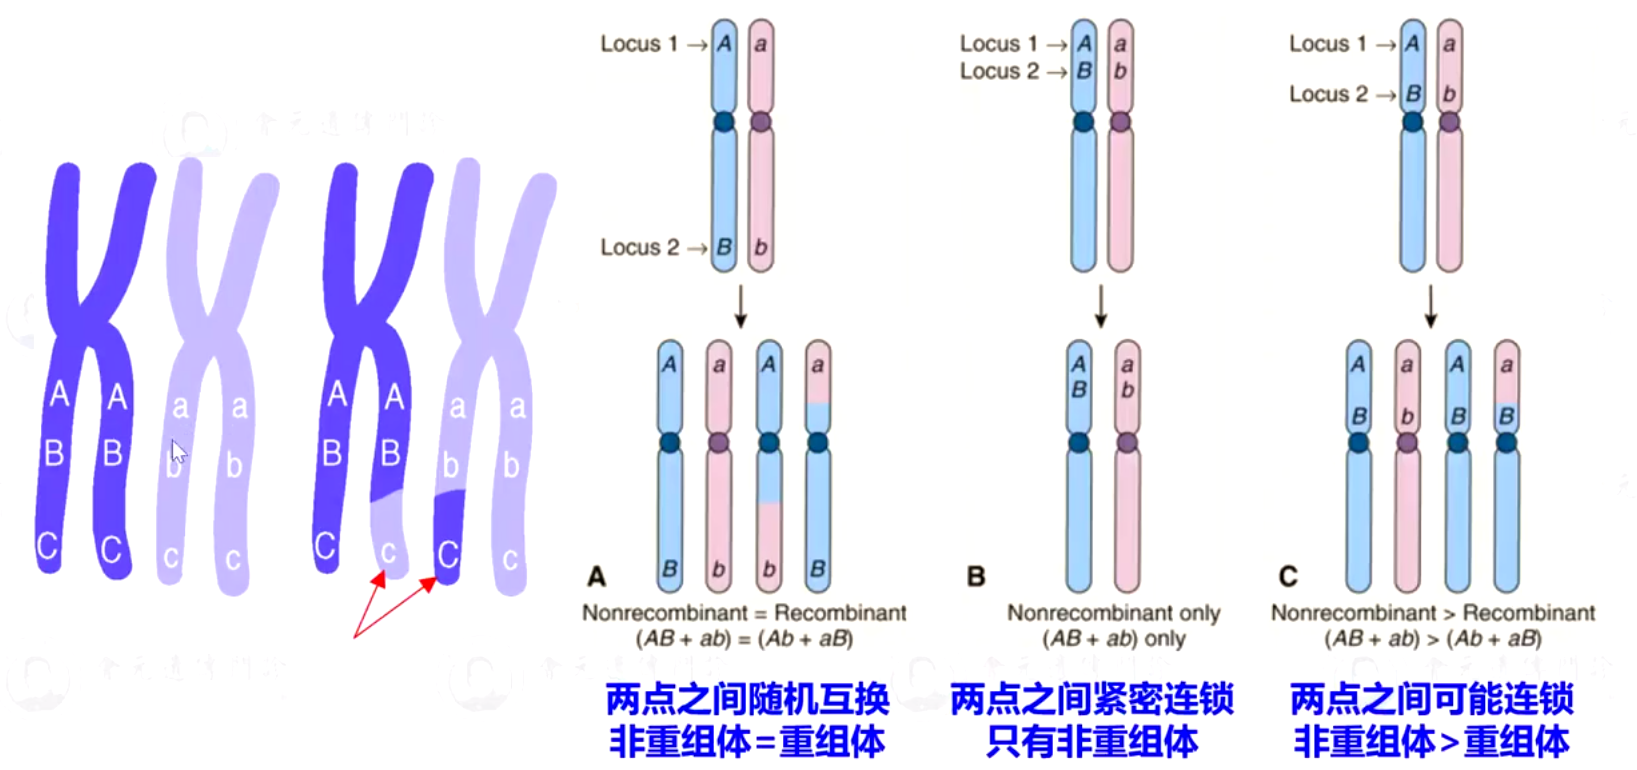 A A a a
B B b b
C C c c
A A a a
B B b b
C c C c
Locus 1 → A a
Locus 2 → B b
A a A a
B b b B
A
Nonrecombinant = Recombinant
(AB + ab) = (Ab + aB)
两点之间随机互换
非重组体=重组体
Locus 1 → A a
Locus 2 → B b
A a
B b
B
Nonrecombinant only
(AB + ab) only
两点之间紧密连锁
只有非重组体
Locus 1 → A a
Locus 2 → B b
A a A a
B b B B
C
Nonrecombinant > Recombinant
(AB + ab) > (Ab + aB)
两点之间可能连锁
非重组体>重组体